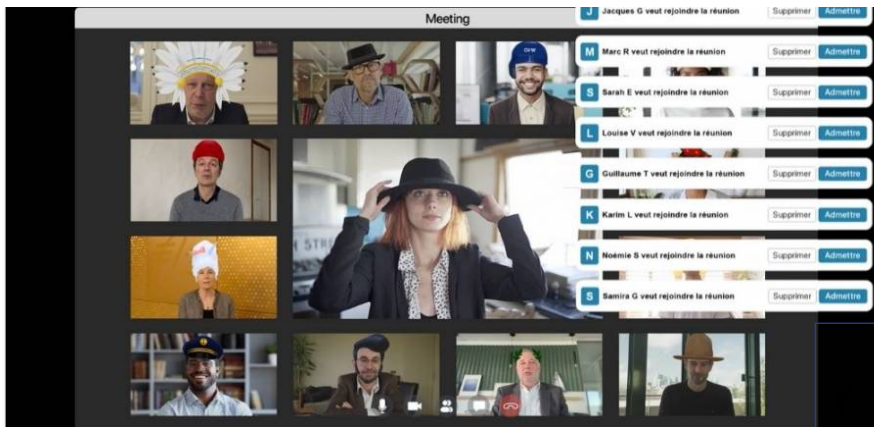 Meeting
J Jacques G veut rejoindre la réunion Supprimer Admettre
M Marc R veut rejoindre la réunion Supprimer Admettre
S Sarah E veut rejoindre la réunion Supprimer Admettre
L Louise V veut rejoindre la réunion Supprimer Admettre
G Guillaume T veut rejoindre la réunion Supprimer Admettre
K Karim L veut rejoindre la réunion Supprimer Admettre
N Noémie S veut rejoindre la réunion Supprimer Admettre
S Samira G veut rejoindre la réunion Supprimer Admettre